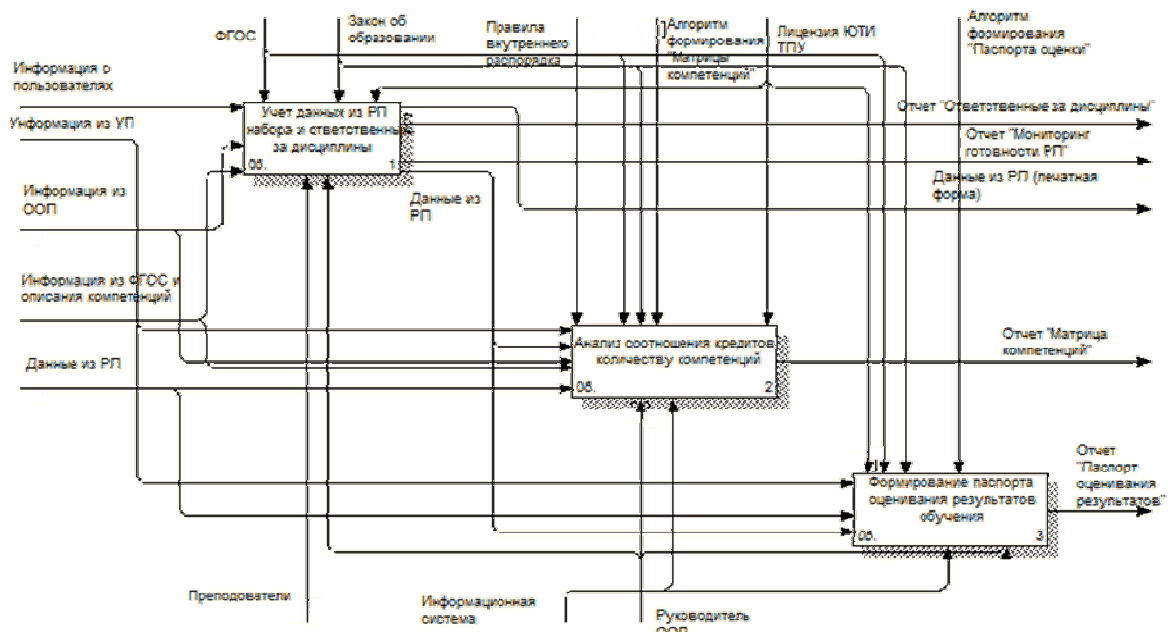 ФГОС
Закон об
образовании
Правила
внутреннего
распорядка
Алгоритм
формирования
"Матрицы
компетенций"
Лицензия ЮТИ
ТПУ
Алгоритм
формирования
"Паспорта оценки"
Информация о
пользователях
Учет данных из РП
набора и ответственных
за дисциплины
0б.
1
Отчет "Ответственные за дисциплины"
Информация из УП
Отчет "Мониторинг
готовности РП"
Данные из РП (печатная
форма)
Информация из
ООП
Данные из
РП
Информация из ФГОС и
описания компетенций
Данные из РП
Анализ соотношения кредитов
количеству компетенций
0б.
2
Отчет "Матрица
компетенций"
Формирование паспорта
оценивания результатов
обучения
0б.
3
Отчет
"Паспорт
оценивания
результатов"
Преподователи
Информационная
система
Руководитель
ООП